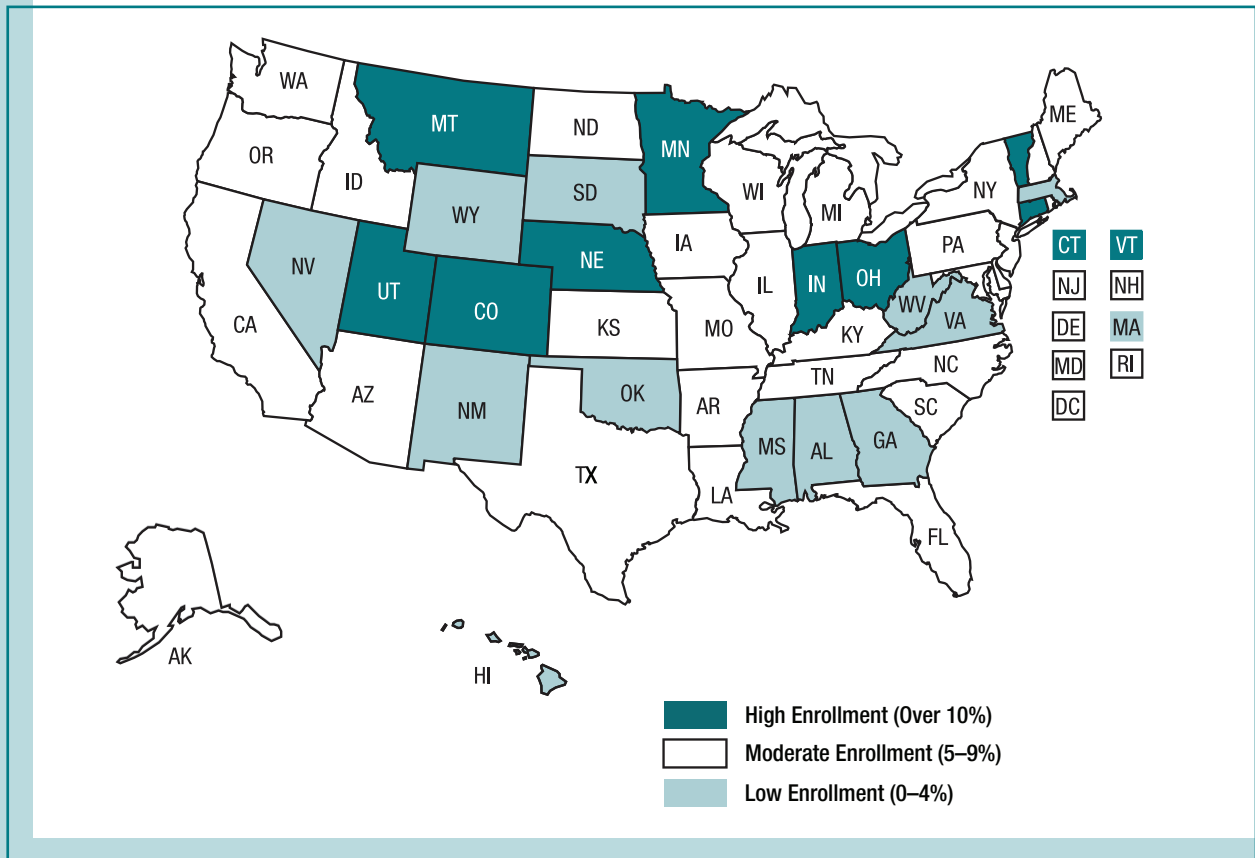 WA
MT
ND
MN
ME
OR
ID
WY
SD
WI
MI
NY
NV
UT
CO
NE
IA
IL
IN
OH
PA
CT VT
NJ NH
DE MA
MD RI
DC
CA
KS
MO
KY
WV
VA
AZ
NM
OK
AR
TN
NC
SC
TX
LA
MS
AL
GA
FL
AK
HI
High Enrollment (Over 10%)
Moderate Enrollment (5–9%)
Low Enrollment (0–4%)